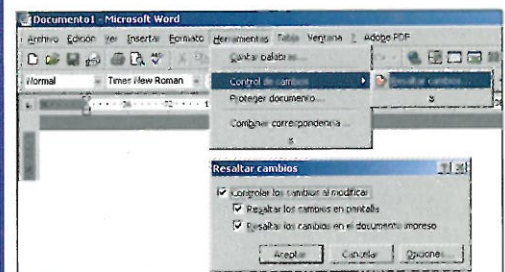 Documento1 - Microsoft Word
Archivo Edición Ver Insertar Formato Herramientas Tabla Ventana ? Adobe PDF
Contar palabras...
Normal Times New Roman Control de cambios Resaltar cambios...
Proteger documento...
Combinar correspondencia...
Resaltar cambios
Controlar los cambios al modificar
Resaltar los cambios en pantalla
Resaltar los cambios en el documento impreso
Aceptar Cancelar Opciones...